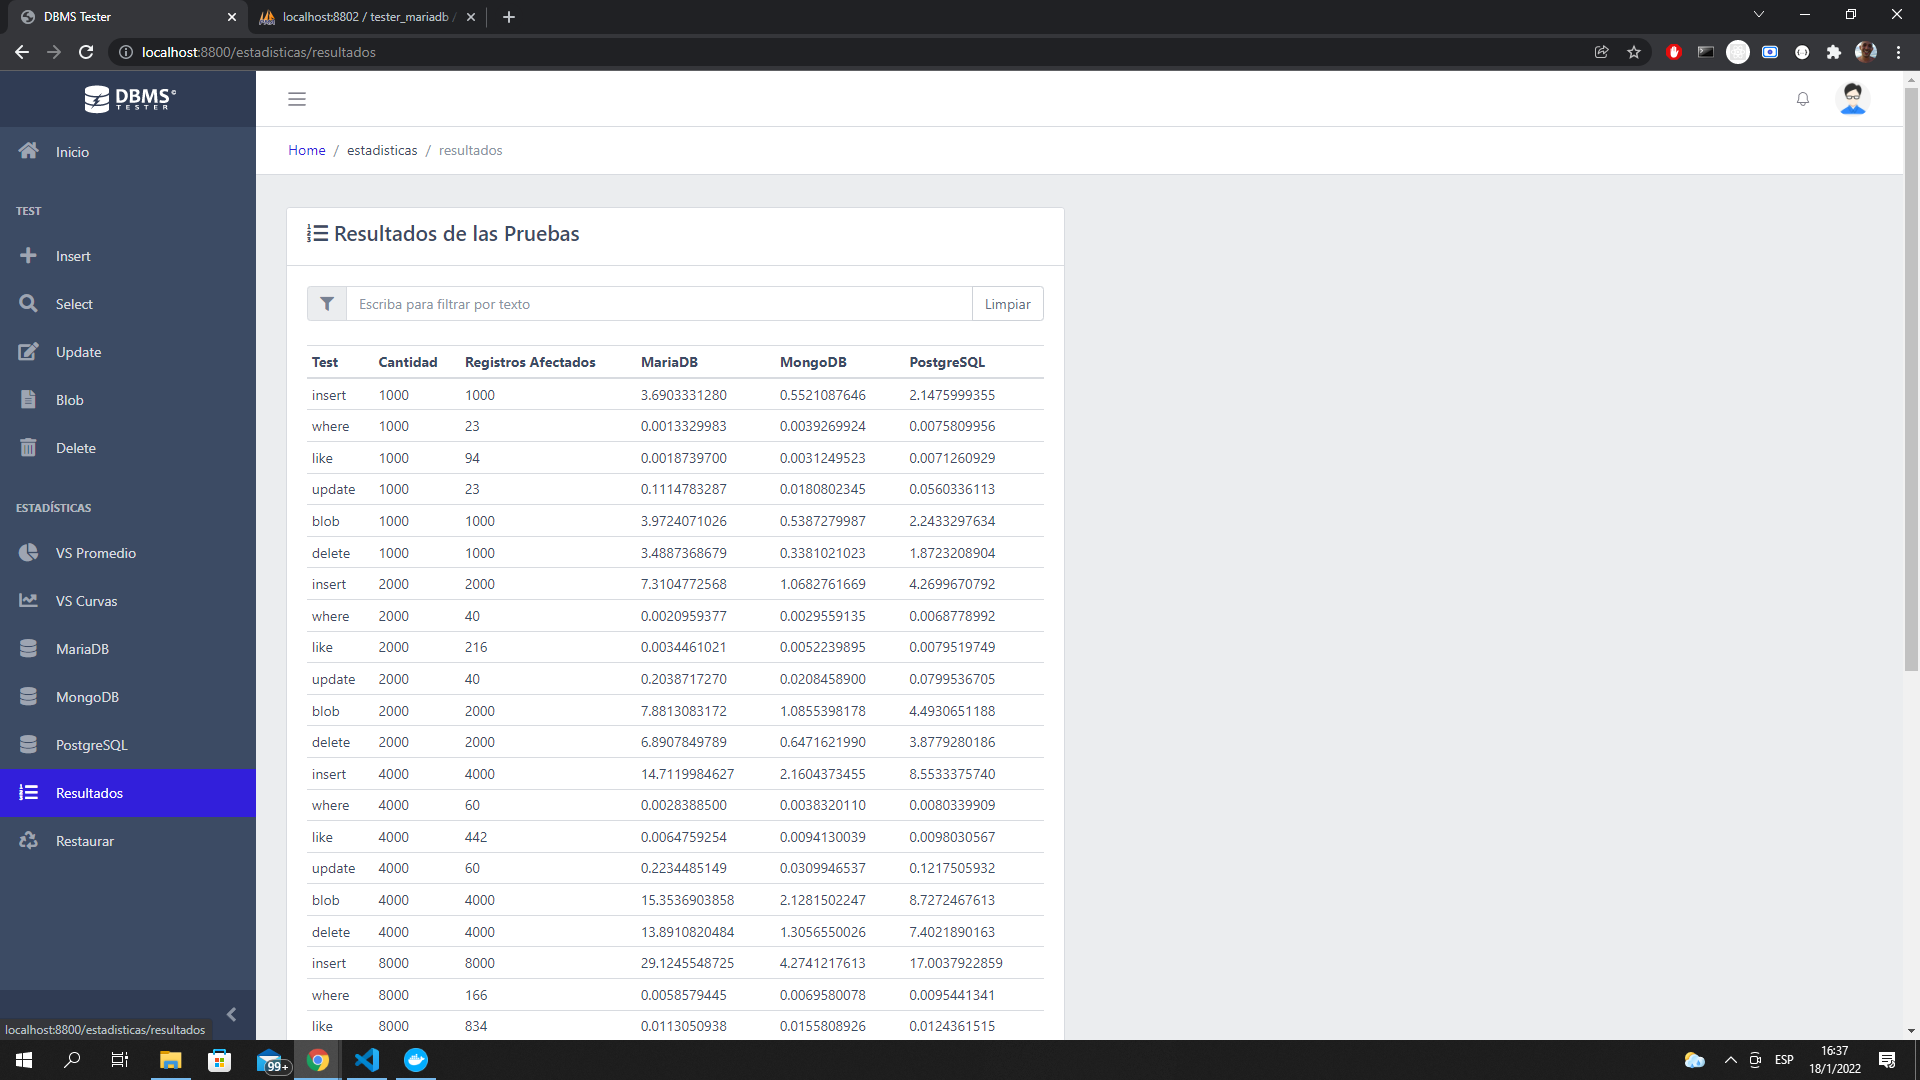 DBMS Tester
localhost:8802 / tester_mariadb /
localhost:8800/estadisticas/resultados
DBMS
TESTER
Inicio
TEST
Insert
Select
Update
Blob
Delete
ESTADÍSTICAS
VS Promedio
VS Curvas
MariaDB
MongoDB
PostgreSQL
Resultados
Restaurar
localhost:8800/estadisticas/resultados
Home / estadisticas / resultados
Resultados de las Pruebas
Escriba para filtrar por texto Limpiar
Test Cantidad Registros Afectados MariaDB MongoDB PostgreSQL
insert 1000 1000 3.6903331280 0.5521087646 2.1475999355
where 1000 23 0.0013329983 0.0039269924 0.0075809956
like 1000 94 0.0018739700 0.0031249523 0.0071260929
update 1000 23 0.1114783287 0.0180802345 0.0560336113
blob 1000 1000 3.9724071026 0.5387279987 2.2433297634
delete 1000 1000 3.4887368679 0.3381021023 1.8723208904
insert 2000 2000 7.3104772568 1.0682761669 4.2699670792
where 2000 40 0.0020959377 0.0029559135 0.0068778992
like 2000 216 0.0034461021 0.0052239895 0.0079519749
update 2000 40 0.2038717270 0.0208458900 0.0799536705
blob 2000 2000 7.8813083172 1.0855398178 4.4930651188
delete 2000 2000 6.8907849789 0.6471621990 3.8779280186
insert 4000 4000 14.7119984627 2.1604373455 8.5533375740
where 4000 60 0.0028388500 0.0038320110 0.0080339909
like 4000 442 0.0064759254 0.0094130039 0.0098030567
update 4000 60 0.2234485149 0.0309946537 0.1217505932
blob 4000 4000 15.3536903858 2.1281502247 8.7272467613
delete 4000 4000 13.8910820484 1.3056550026 7.4021890163
insert 8000 8000 29.1245548725 4.2741217613 17.0037922859
where 8000 166 0.0058579445 0.0069580078 0.0095441341
like 8000 834 0.0113050938 0.0155808926 0.0124361515
99+
ESP
16:37
18/1/2022